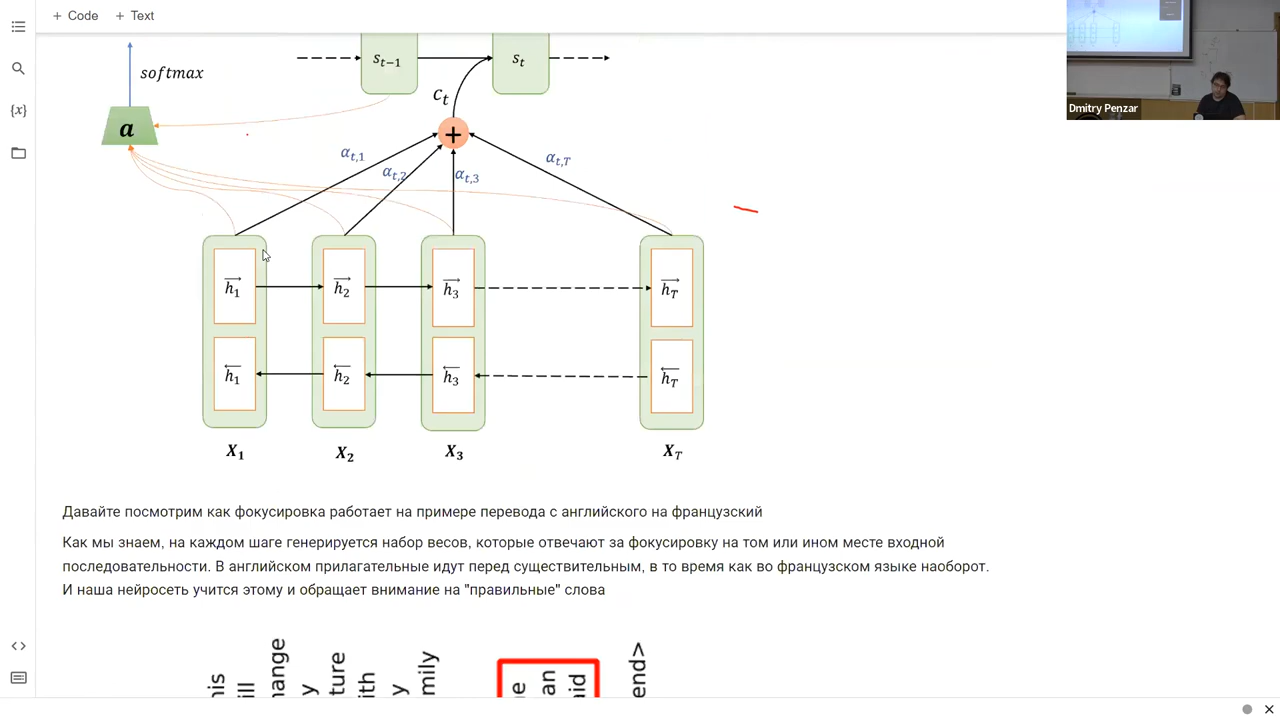 + Code + Text
Dmitry Penzar
softmax
a
s_{t-1}
s_t
c_t
+
α_{t,1}
α_{t,2}
α_{t,3}
α_{t,T}
{x}
→h_1 →h_2 →h_3 →h_T
←h_1 ←h_2 ←h_3 ←h_T
X_1 X_2 X_3 X_T
Давайте посмотрим как фокусировка работает на примере перевода с английского на французский
Как мы знаем, на каждом шаге генерируется набор весов, которые отвечают за фокусировку на том или ином месте входной
последовательности. В английском прилагательные идут перед существительным, в то время как во французском языке наоборот.
И наша нейросеть учится этому и обращает внимание на "правильные" слова